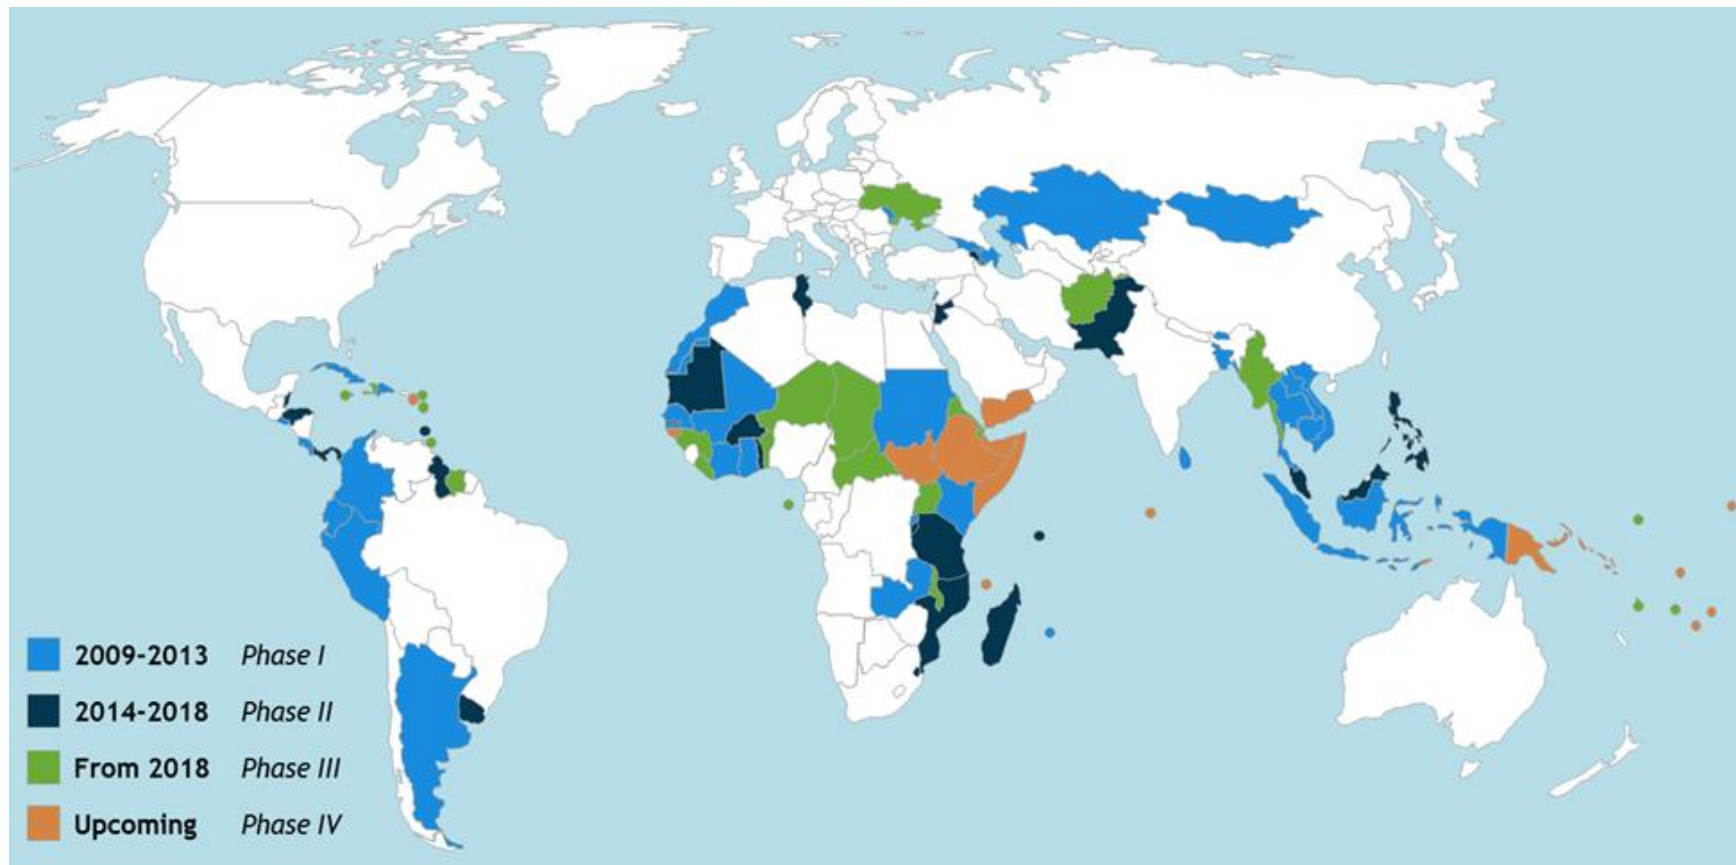 2009-2013 Phase I
2014-2018 Phase II
From 2018 Phase III
Upcoming Phase IV